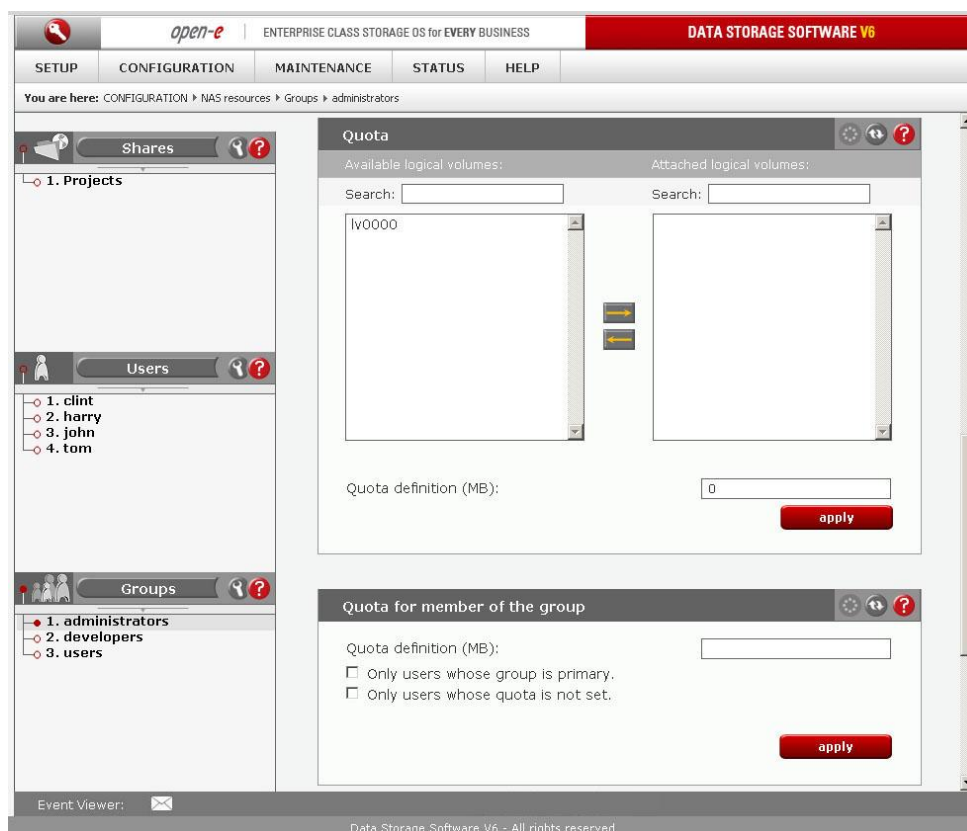 open-e ENTERPRISE CLASS STORAGE OS for EVERY BUSINESS DATA STORAGE SOFTWARE V6
SETUP CONFIGURATION MAINTENANCE STATUS HELP
You are here: CONFIGURATION NAS resources Groups administrators
Shares
1. Projects
Users
1. clint
2. harry
3. john
4. tom
Groups
1. administrators
2. developers
3. users
Quota
Available logical volumes: Attached logical volumes:
Search: Search:
lv0000
Quota definition (MB): 0
apply
Quota for member of the group
Quota definition (MB):
Only users whose group is primary.
Only users whose quota is not set.
apply
Event Viewer:
Data Storage Software V6 - All rights reserved